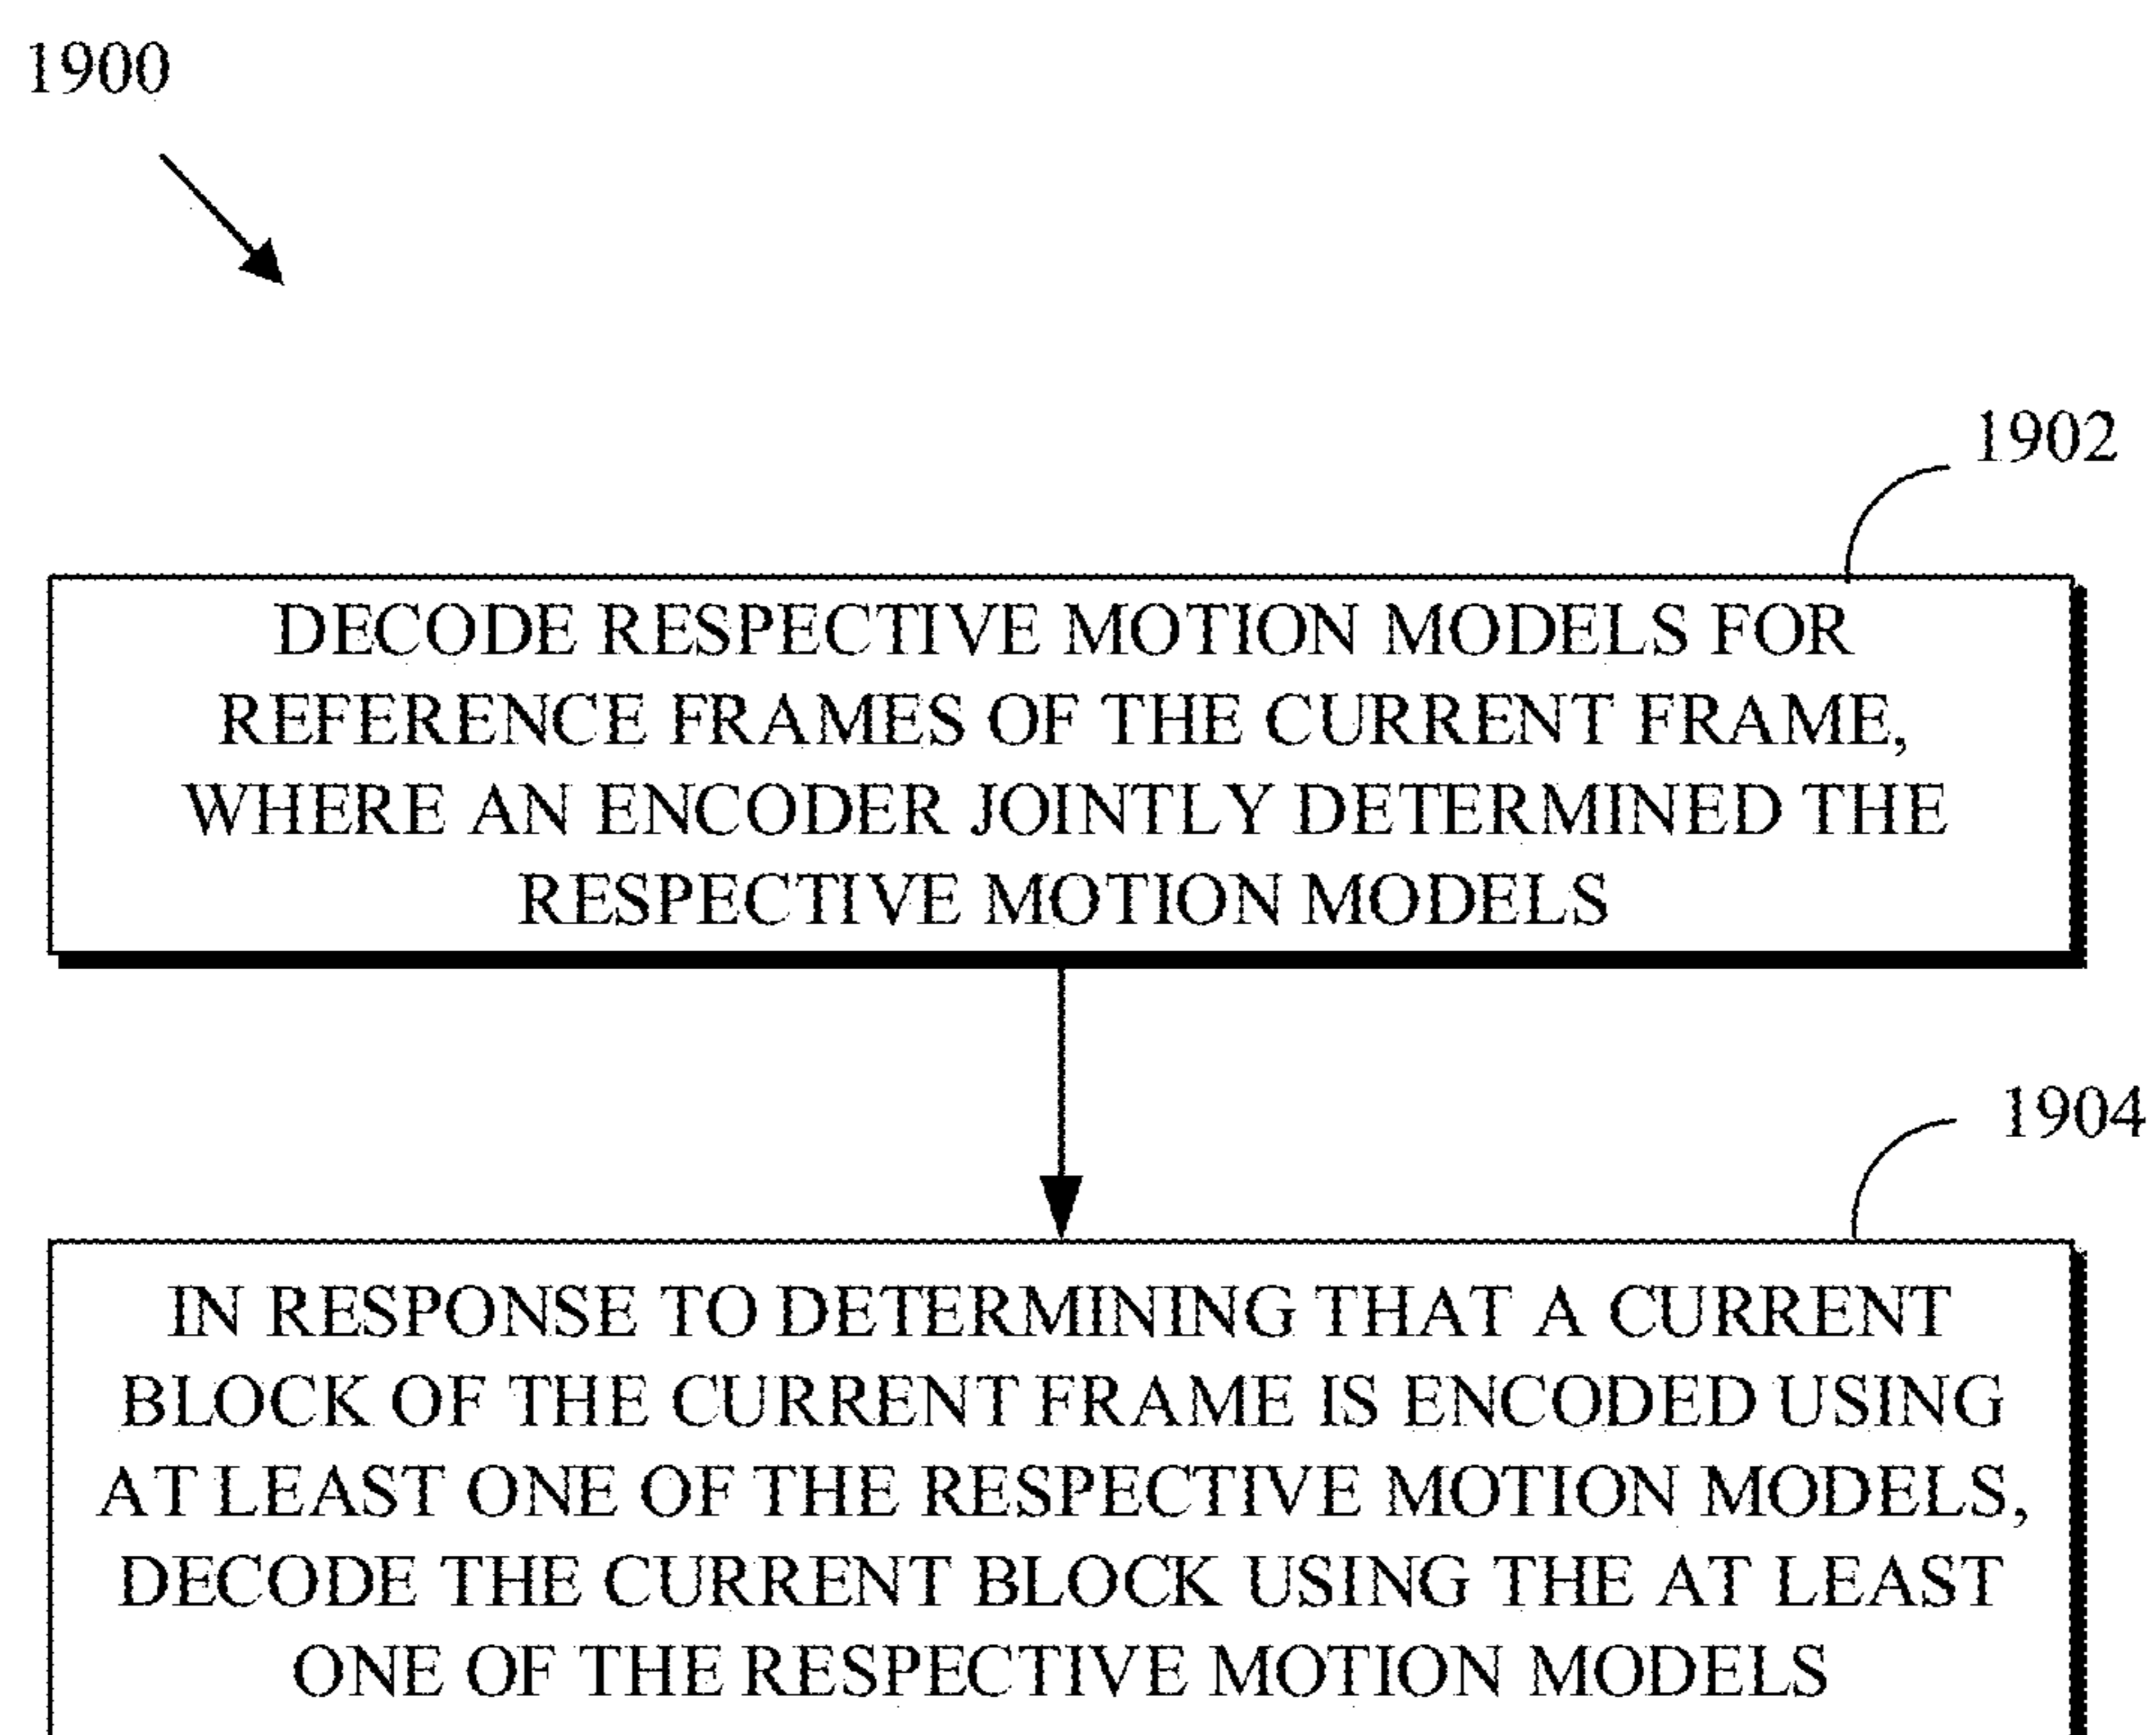 1900
1902
DECODE RESPECTIVE MOTION MODELS FOR
REFERENCE FRAMES OF THE CURRENT FRAME,
WHERE AN ENCODER JOINTLY DETERMINED THE
RESPECTIVE MOTION MODELS
1904
IN RESPONSE TO DETERMINING THAT A CURRENT
BLOCK OF THE CURRENT FRAME IS ENCODED USING
AT LEAST ONE OF THE RESPECTIVE MOTION MODELS,
DECODE THE CURRENT BLOCK USING THE AT LEAST
ONE OF THE RESPECTIVE MOTION MODELS